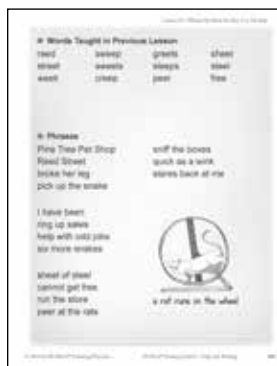 Words Taught in Previous Lesson
reed sweep greets sheet
street sweets sleeps steel
week creep peer free
Phrases
Pine Tree Pet Shop
Reed Street
broke her leg
pick up the snake
sniff the boxes
quick as a wink
stares back at me
I have been
ring up sales
help with odd jobs
six more snakes
sheet of steel
cannot get free
run the store
peer at the rats
a rat runs in the wheel